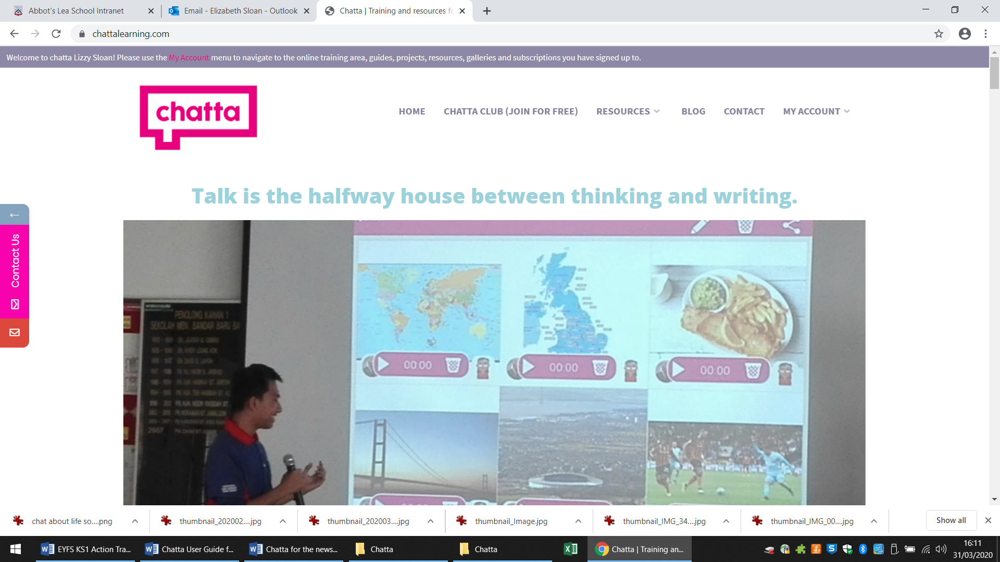 Abbot's Lea School Intranet
Email - Elizabeth Sloan - Outlook
Chatta | Training and resources fo
chattalearning.com
Welcome to chatta Lizzy Sloan! Please use the My Account menu to navigate to the online training area, guides, projects, resources, galleries and subscriptions you have signed up to.
chatta
HOME
CHATTA CLUB (JOIN FOR FREE)
RESOURCES
BLOG
CONTACT
MY ACCOUNT
Talk is the halfway house between thinking and writing.
Contact Us
PENOLONG KANAN 1
SEKOLAH MEN. BANDAR BARU BA
2007
00:00
00:00
00:00
chat about life so....png
thumbnail_202002....jpg
thumbnail_202003....jpg
thumbnail_Image.jpg
thumbnail_IMG_34....jpg
thumbnail_IMG_00....jpg
Show all
EYFS KS1 Action Tra...
Chatta User Guide f...
Chatta for the news...
Chatta
Chatta
Chatta | Training an...
16:11
31/03/2020